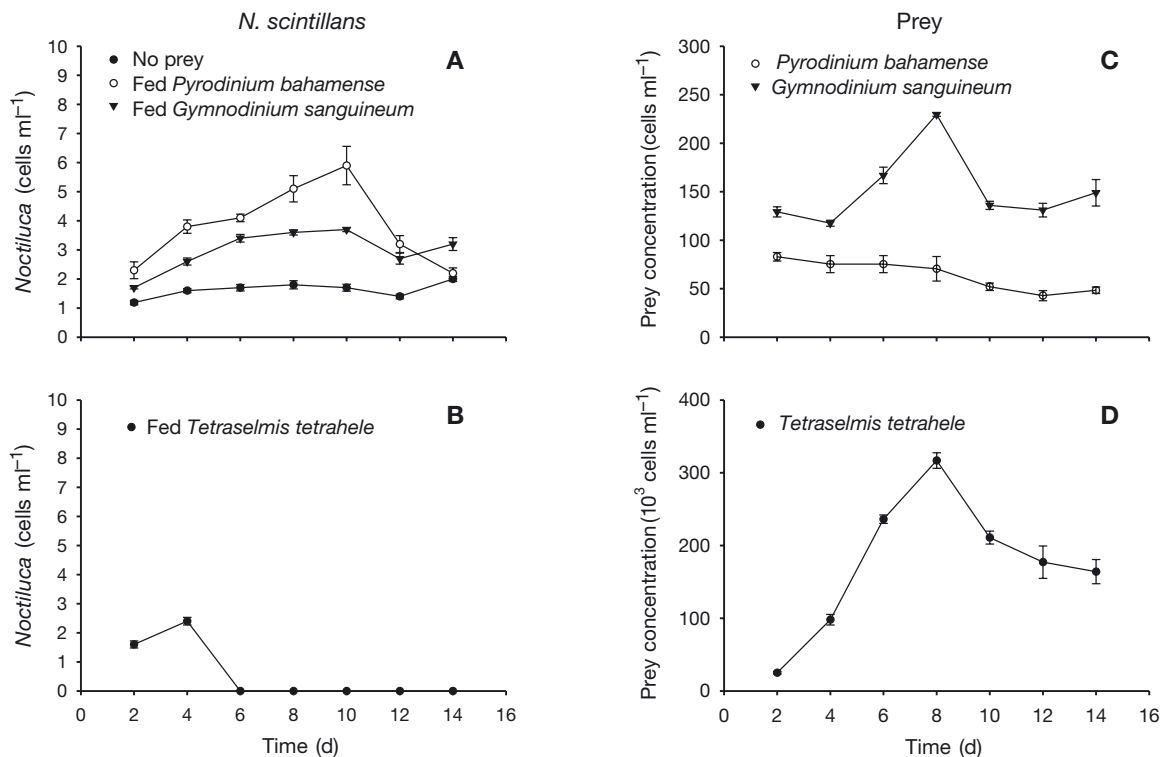 N. scintillans
A
10
9
8
7
6
5
4
3
2
1
0
Noctiluca (cells ml⁻¹)
No prey
Fed Pyrodinium bahamense
Fed Gymnodinium sanguineum
Prey
C
300
250
200
150
100
50
0
Prey concentration (cells ml⁻¹)
Pyrodinium bahamense
Gymnodinium sanguineum
B
10
9
8
7
6
5
4
3
2
1
0
Noctiluca (cells ml⁻¹)
Fed Tetraselmis tetrahele
0 2 4 6 8 10 12 14 16
Time (d)
D
400
300
200
100
0
Prey concentration (10³ cells ml⁻¹)
Tetraselmis tetrahele
0 2 4 6 8 10 12 14 16
Time (d)